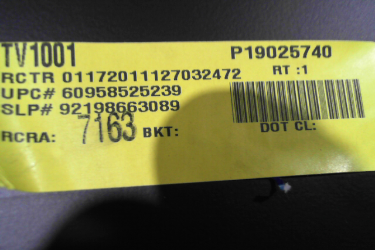 TV1001 P19025740
RCTR 01172011127032472 RT :1
UPC# 60958525239
SLP# 92198663089
RCRA: 7163 BKT: DOT CL: